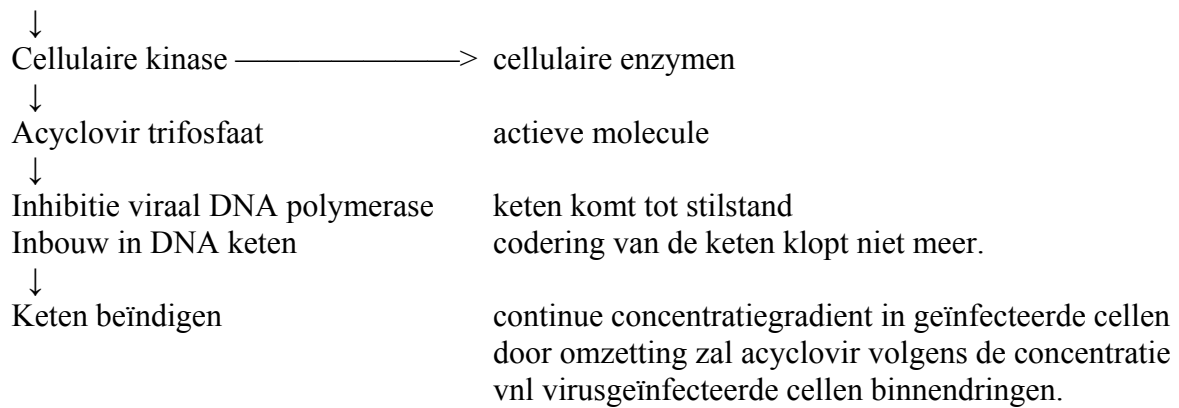 ↓
Cellulaire kinase ———————> cellulaire enzymen
↓
Acyclovir trifosfaat actieve molecule
↓
Inhibitie viraal DNA polymerase keten komt tot stilstand
Inbouw in DNA keten codering van de keten klopt niet meer.
↓
Keten beïndigen continue concentratiegradient in geïnfecteerde cellen
door omzetting zal acyclovir volgens de concentratie
vnl virusgeïnfecteerde cellen binnendringen.